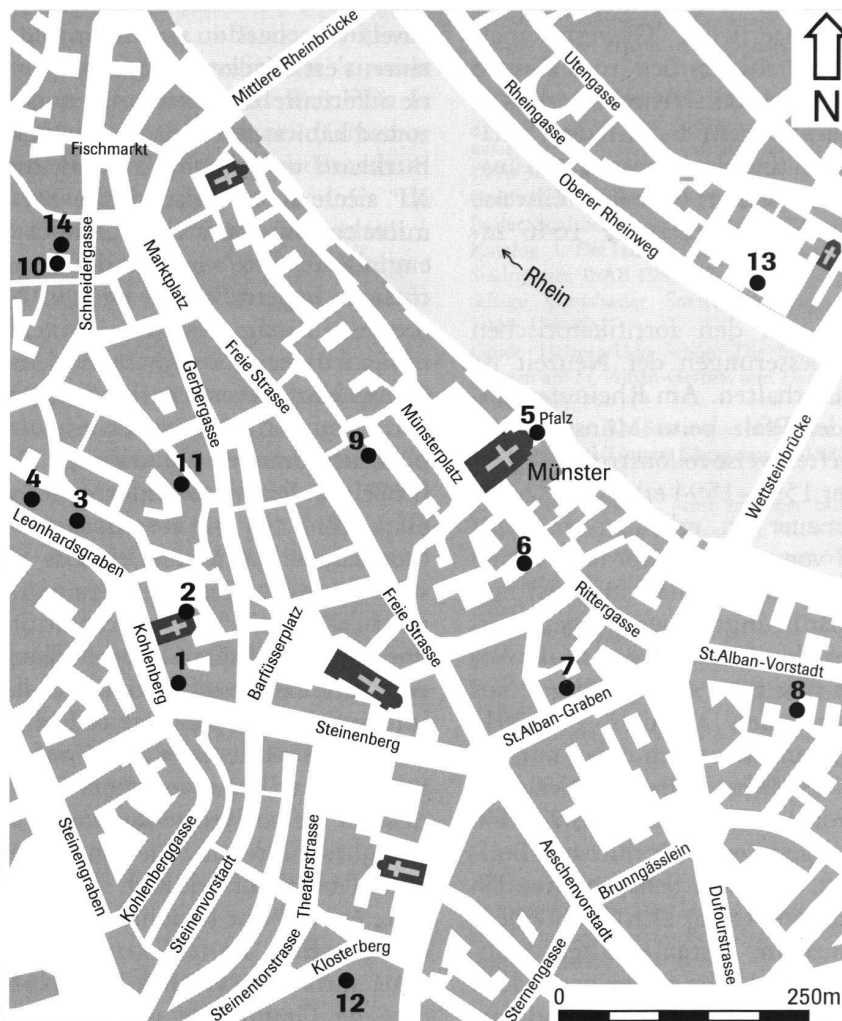 Mittlere Rheinbrücke
Utengasse
Rheingasse
N
Fischmarkt
Oberer Rheinweg
14
10
Schneidergasse
Marktplatz
Rhein
13
Freie Strasse
Gerbergasse
Münsterplatz
5 Pfalz
9
Münster
Wettsteinbrücke
11
4
3
Leonhardsgraben
6
2
Freie Strasse
Rittergasse
Kohlenberg
Barfüsserplatz
St.Alban-Vorstadt
1
7
8
St.Alban-Graben
Steinenberg
Steinengraben
Kohlenberggasse
Steinenvorstadt
Theaterstrasse
Aeschenvorstadt
Brunngässlein
Dufourstrasse
Steinentorstrasse
Klosterberg
Sternengasse
12
0 250m